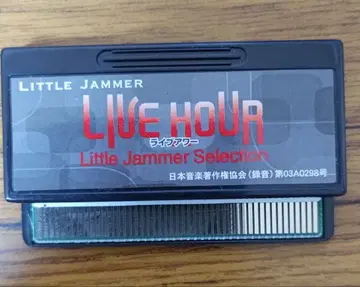 LITTLE JAMMER
LIVE HOUR
ライブアワー
Little Jammer Selection
日本音楽著作権協会(録音)第03A0298号